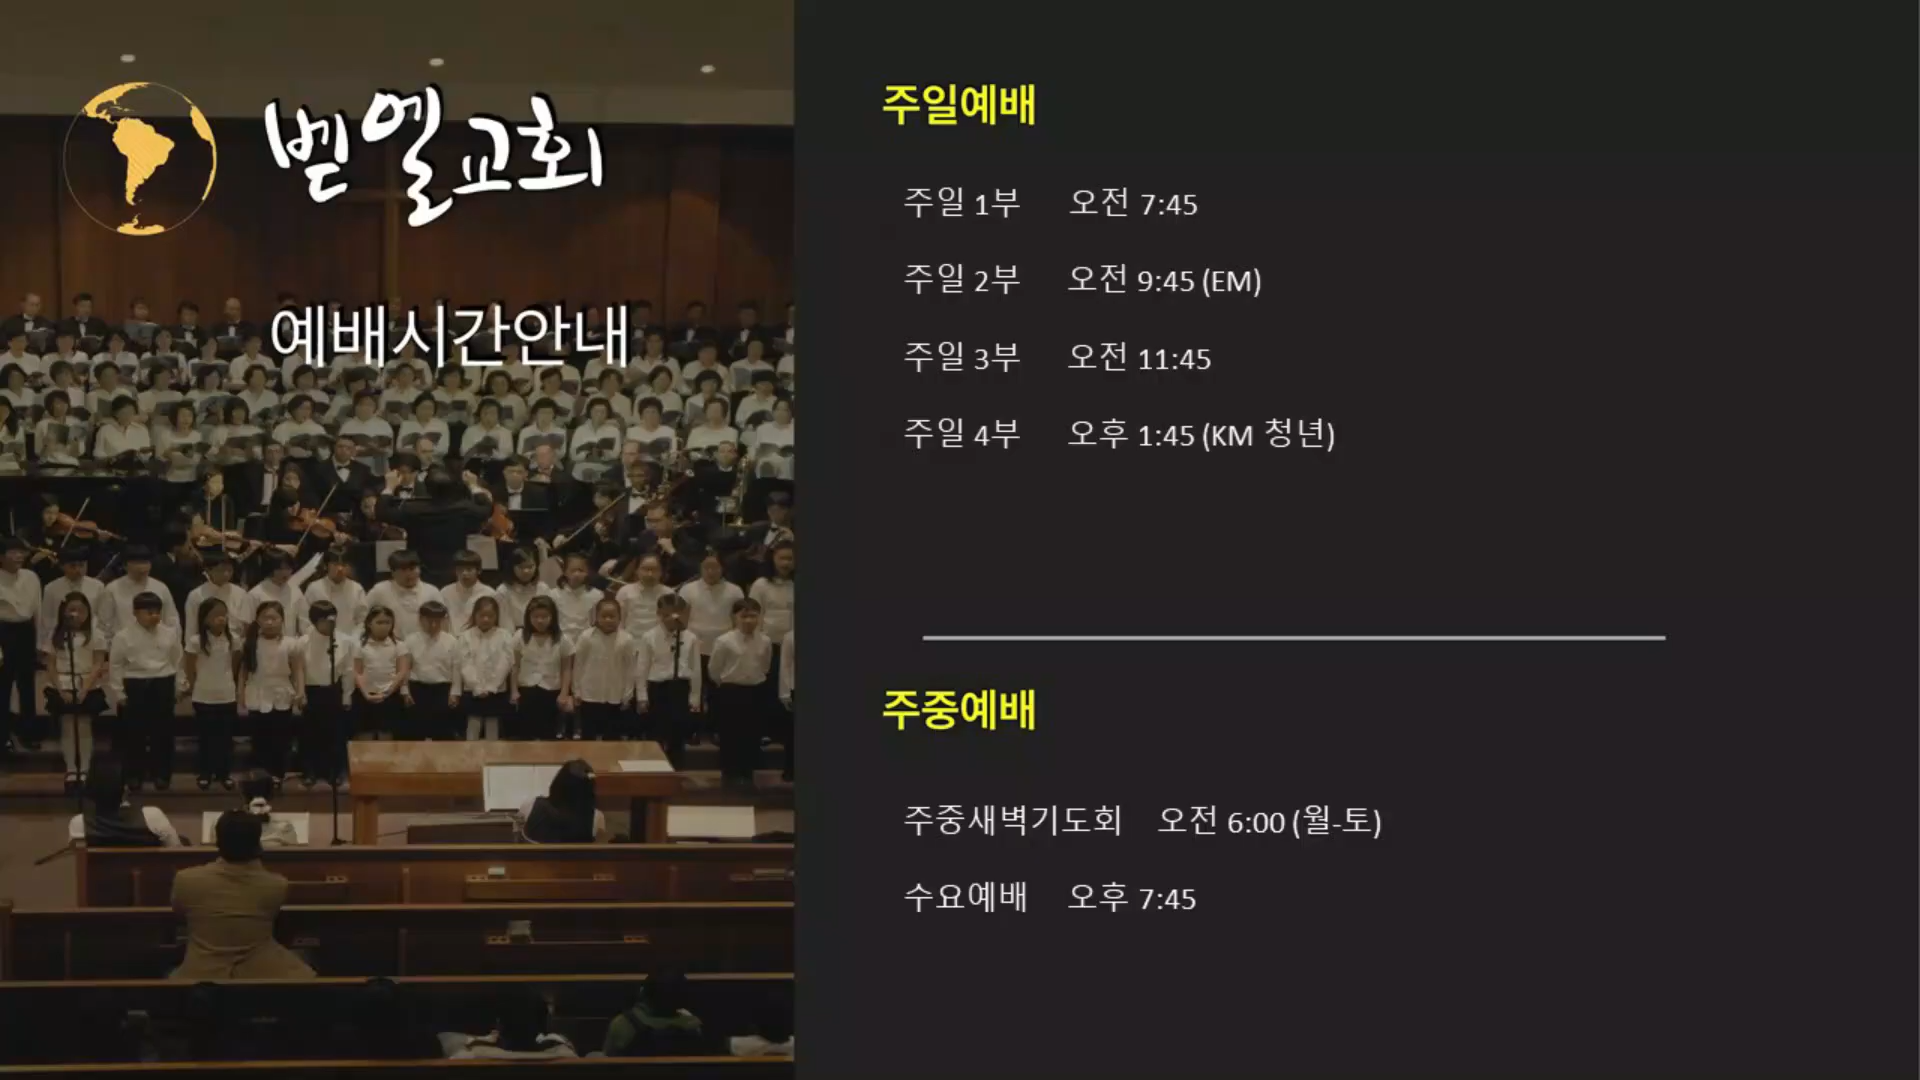 벧엘교회
예배시간안내
주일예배
주일 1부 오전 7:45
주일 2부 오전 9:45 (EM)
주일 3부 오전 11:45
주일 4부 오후 1:45 (KM 청년)
주중예배
주중새벽기도회 오전 6:00 (월-토)
수요예배 오후 7:45